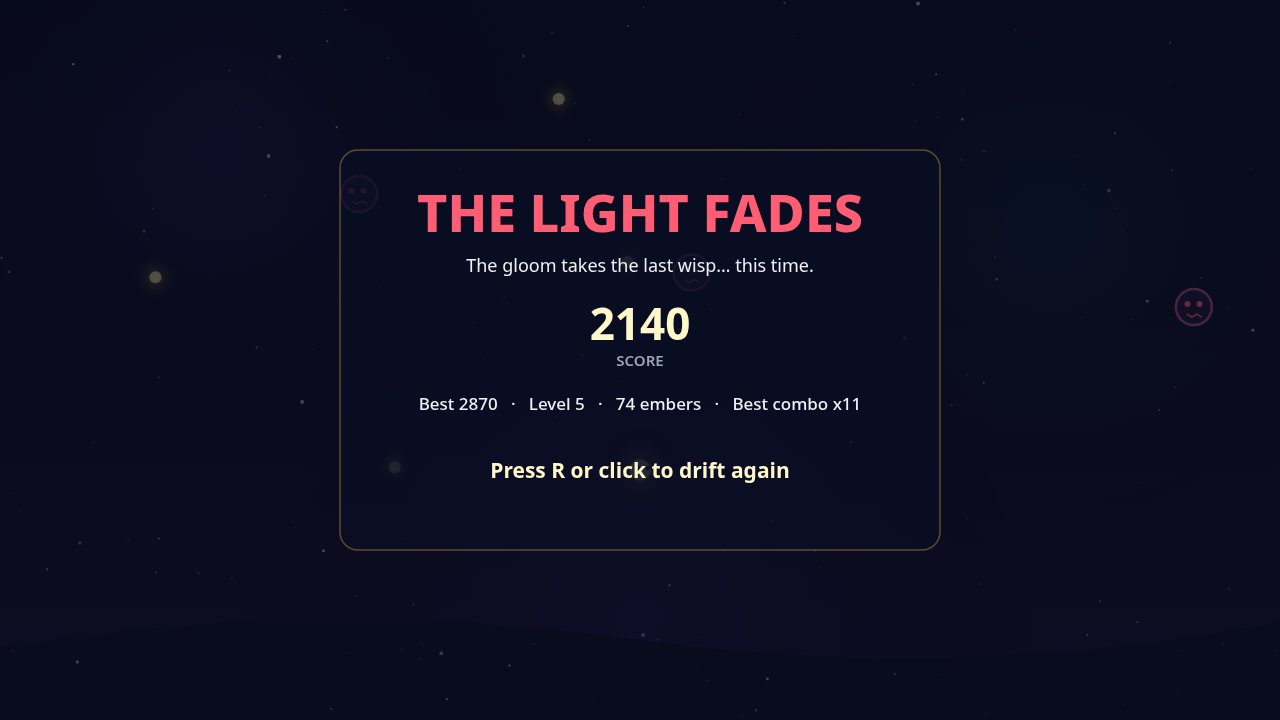 THE LIGHT FADES
The gloom takes the last wisp... this time.
2140
SCORE
Best 2870 · Level 5 · 74 embers · Best combo x11
Press R or click to drift again